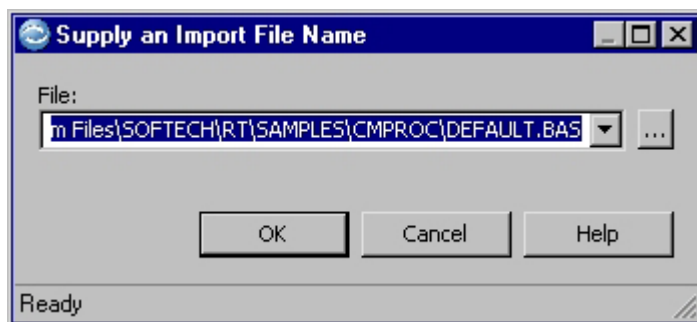 Supply an Import File Name
File:
m Files\SOFTECH\RT\SAMPLES\CMPROC\DEFAULT.BAS
...
OK Cancel Help
Ready